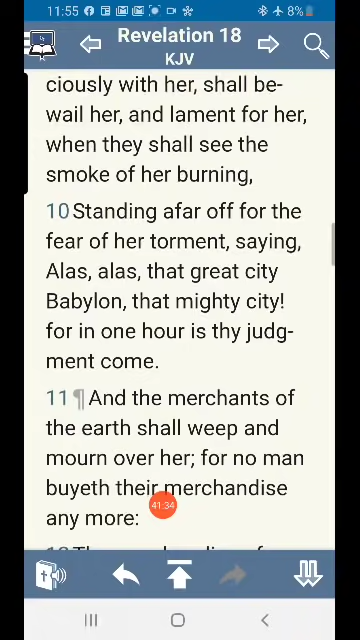 11:55 8%
Revelation 18
KJV
ciously with her, shall be-
wail her, and lament for her,
when they shall see the
smoke of her burning,
10 Standing afar off for the
fear of her torment, saying,
Alas, alas, that great city
Babylon, that mighty city!
for in one hour is thy judg-
ment come.
11 ¶ And the merchants of
the earth shall weep and
mourn over her; for no man
buyeth their merchandise
41:34
any more: